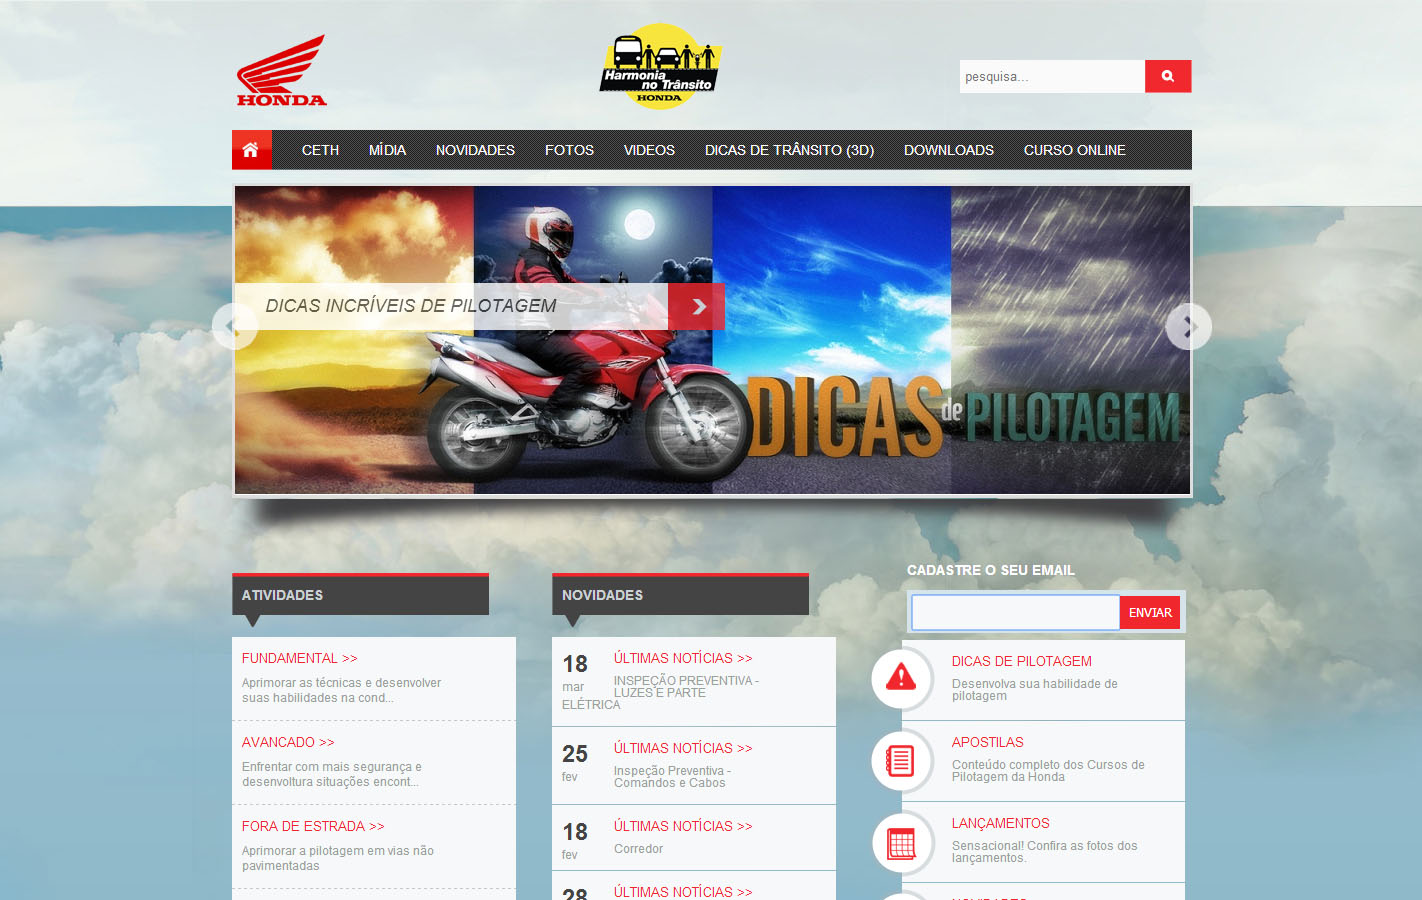 HONDA
Harmonia
no Trânsito
HONDA
pesquisa...
CETH
MÍDIA
NOVIDADES
FOTOS
VIDEOS
DICAS DE TRÂNSITO (3D)
DOWNLOADS
CURSO ONLINE
DICAS INCRÍVEIS DE PILOTAGEM
DICAS de PILOTAGEM
ATIVIDADES
FUNDAMENTAL >>
Aprimorar as técnicas e desenvolver
suas habilidades na cond...
AVANCADO >>
Enfrentar com mais segurança e
desenvoltura situações encont...
FORA DE ESTRADA >>
Aprimorar a pilotagem em vias não
pavimentadas
NOVIDADES
18
mar
ÚLTIMAS NOTÍCIAS >>
INSPEÇÃO PREVENTIVA -
LUZES E PARTE
ELÉTRICA
25
fev
ÚLTIMAS NOTÍCIAS >>
Inspeção Preventiva -
Comandos e Cabos
18
fev
ÚLTIMAS NOTÍCIAS >>
Corredor
28
ÚLTIMAS NOTÍCIAS >>
CADASTRE O SEU EMAIL
ENVIAR
DICAS DE PILOTAGEM
Desenvolva sua habilidade de
pilotagem
APOSTILAS
Conteúdo completo dos Cursos de
Pilotagem da Honda
LANÇAMENTOS
Sensacional! Confira as fotos dos
lançamentos.
NOVIDADES